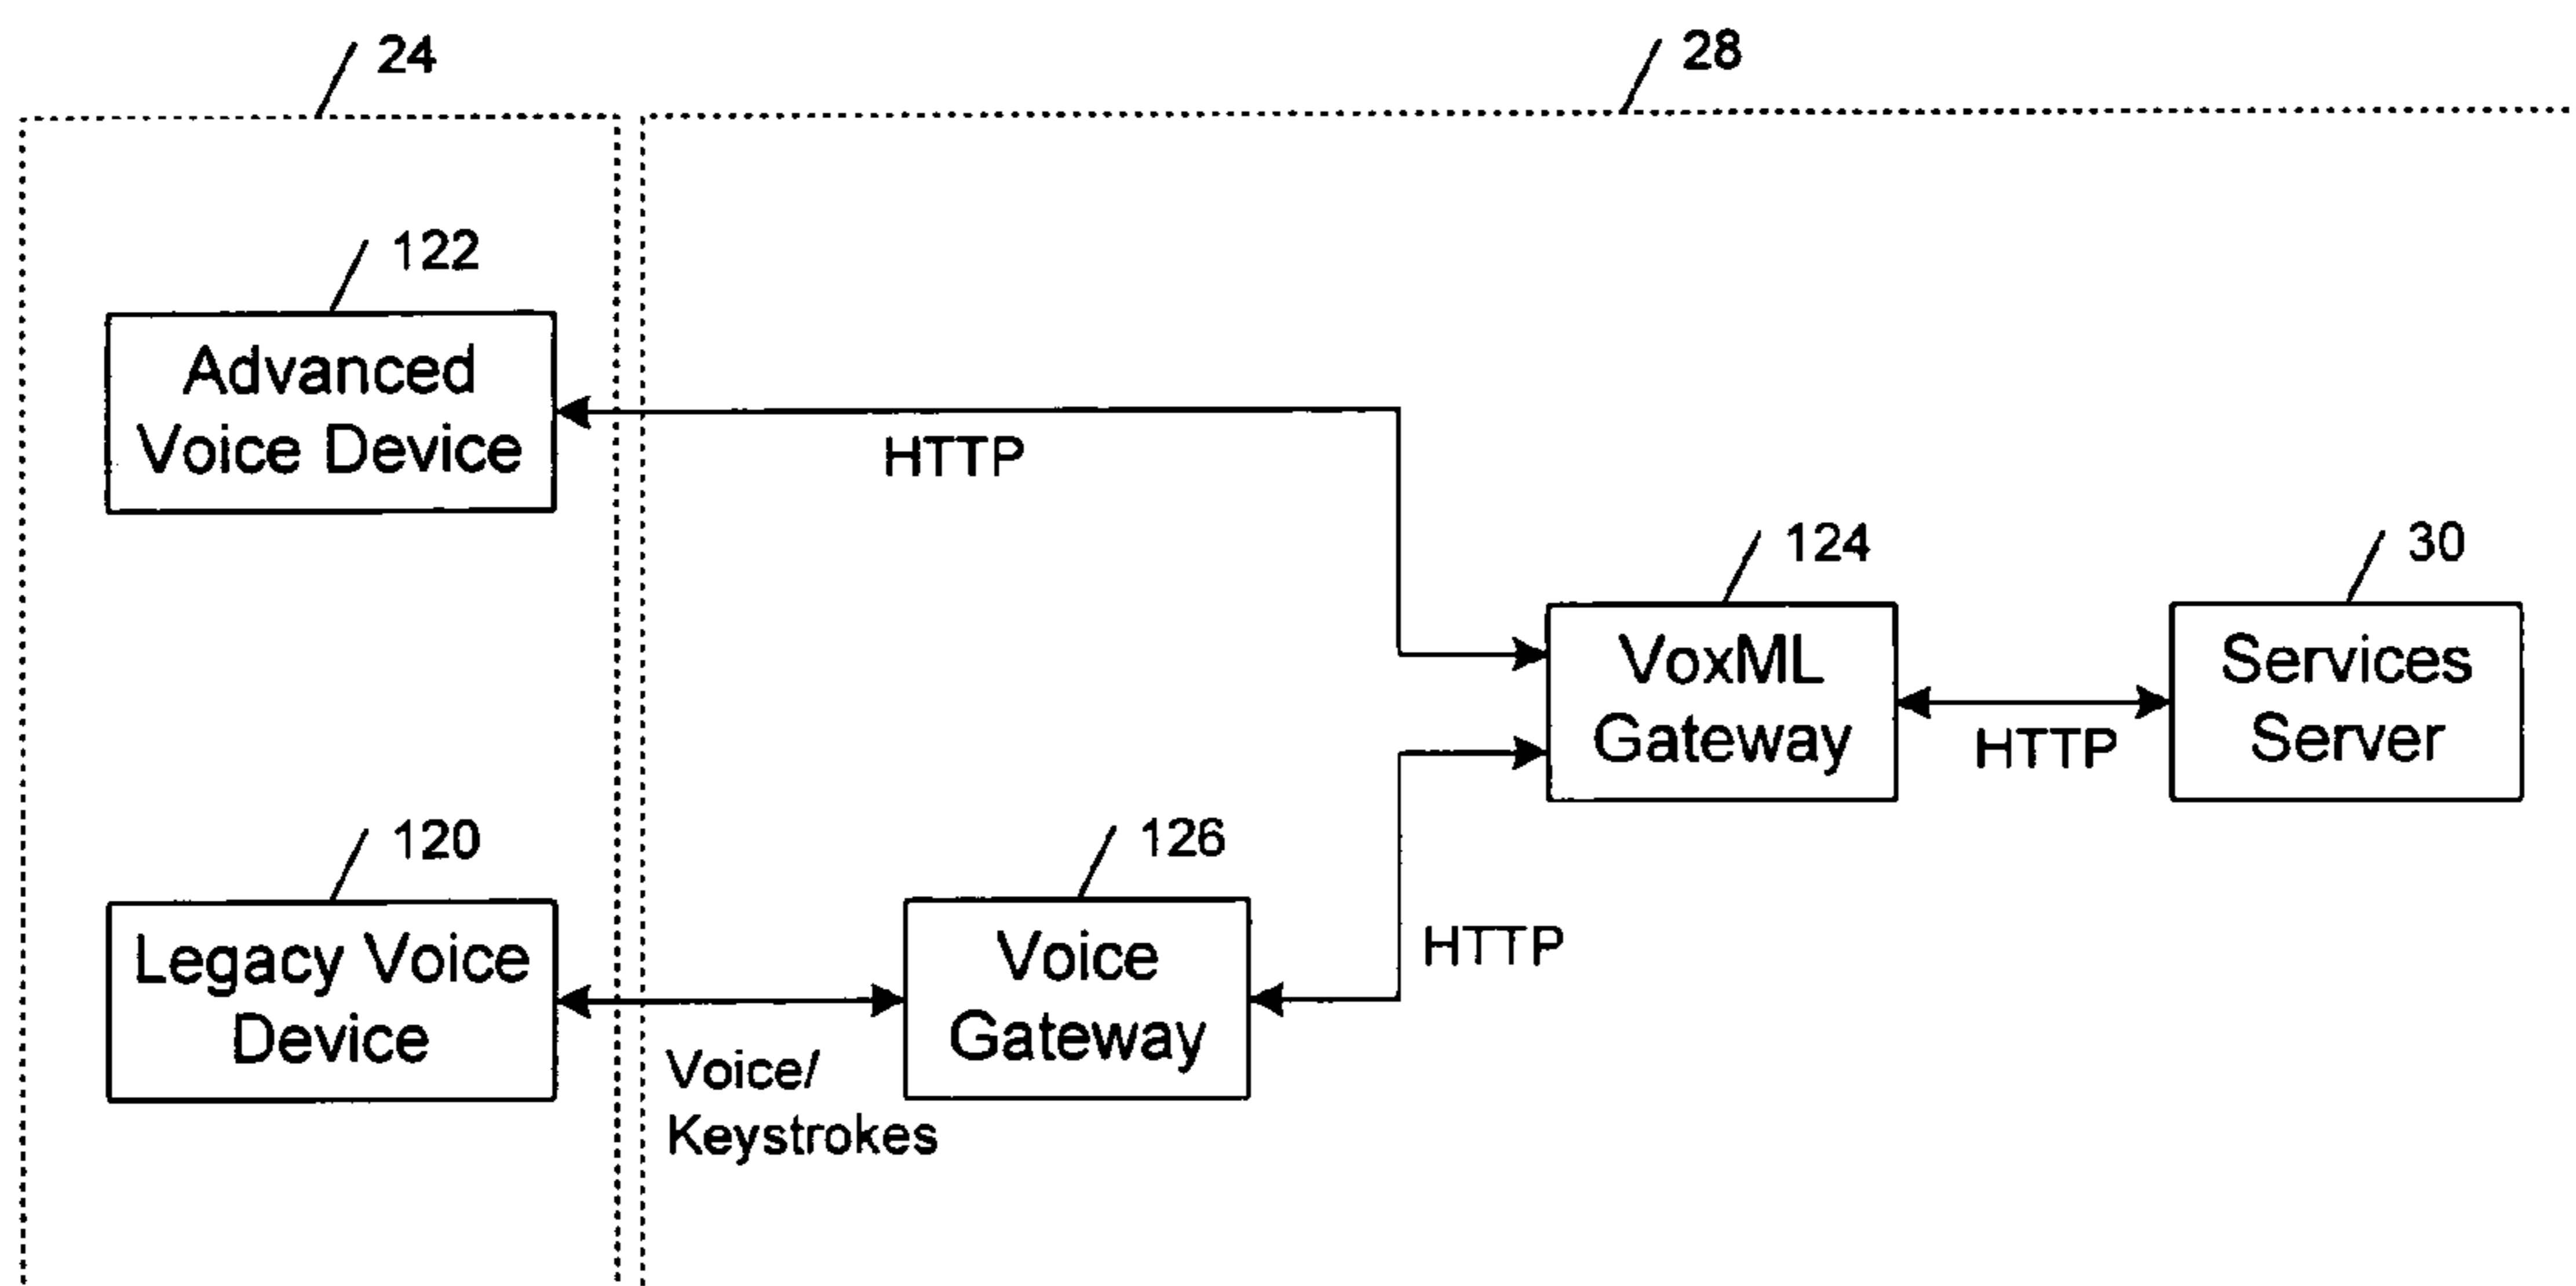 24
28
122
Advanced
Voice Device
HTTP
124
VoxML
Gateway
30
Services
Server
HTTP
120
Legacy Voice
Device
126
Voice
Gateway
HTTP
Voice/
Keystrokes